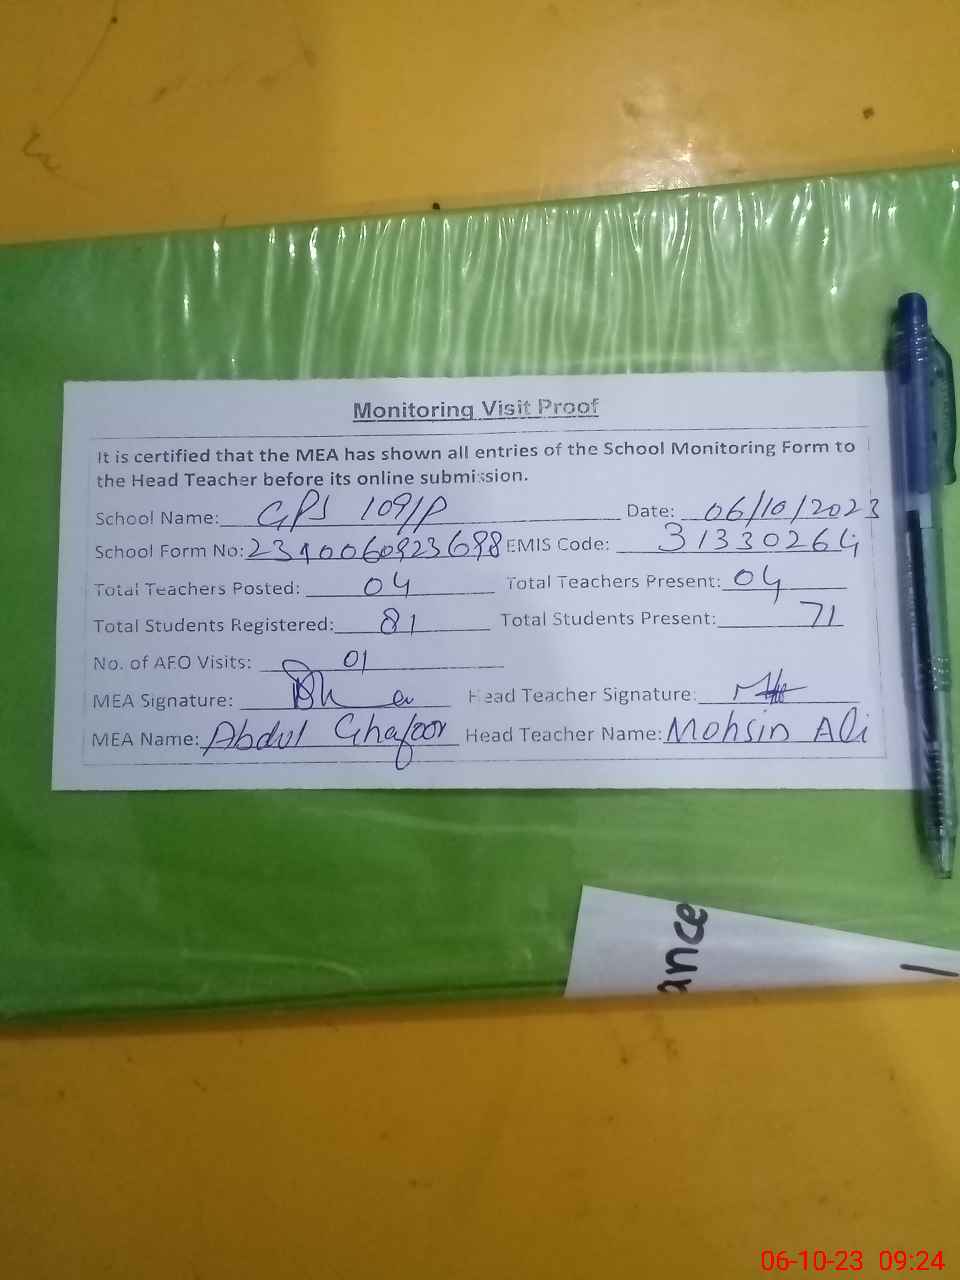 Monitoring Visit Proof
It is certified that the MEA has shown all entries of the School Monitoring Form to
the Head Teacher before its online submission.
School Name: GPS 109/P Date: 06/10/2023
School Form No: 2310060923698 EMIS Code: 31330264
Total Teachers Posted: 04 Total Teachers Present: 04
Total Students Registered: 81 Total Students Present: 71
No. of AFO Visits: 01
MEA Signature: Head Teacher Signature:
MEA Name: Abdul Ghafoor Head Teacher Name: Mohsin Ali
ance
06-10-23 09:24